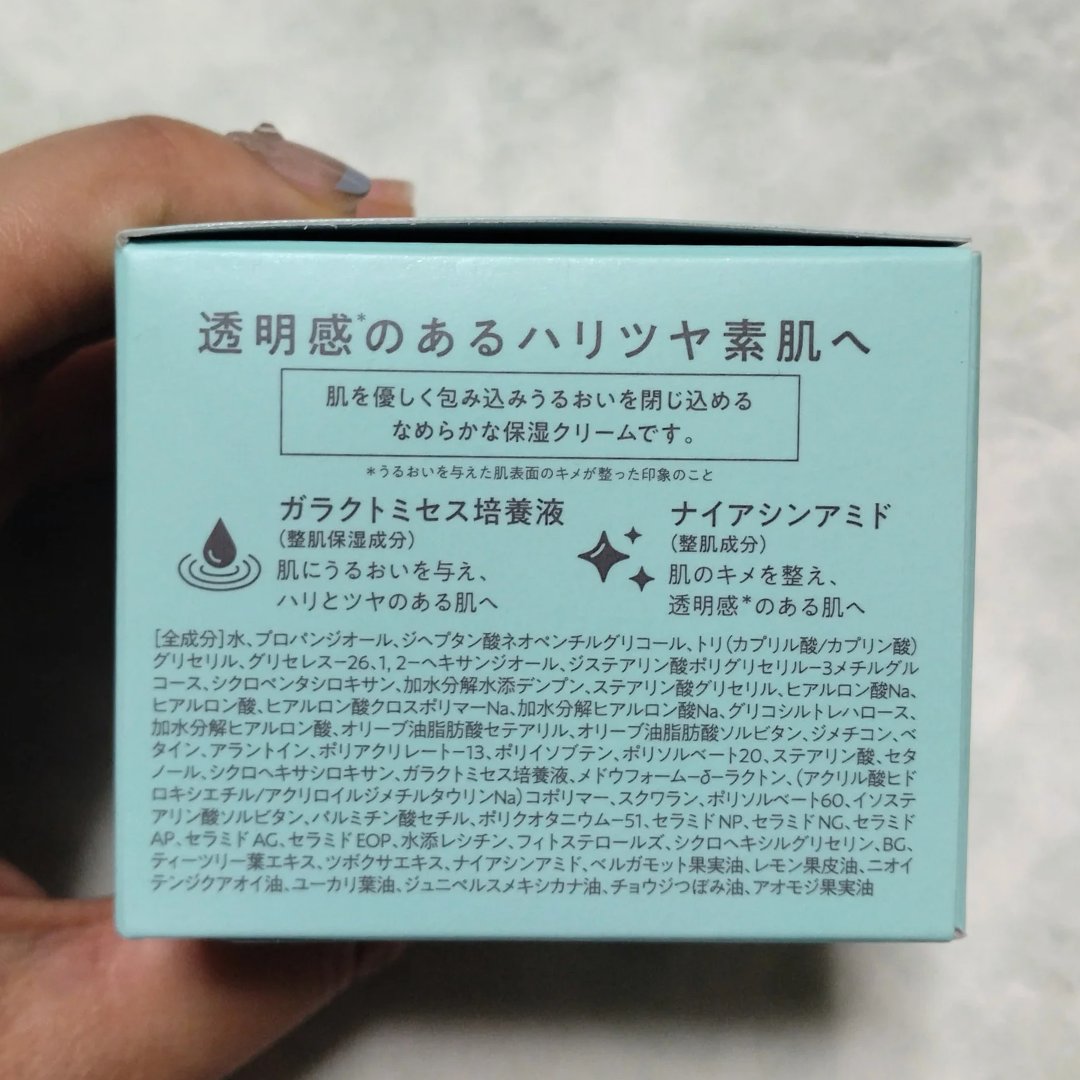 透明感*のあるハリツヤ素肌へ
肌を優しく包み込みうるおいを閉じ込める
なめらかな保湿クリームです。
*うるおいを与えた肌表面のキメが整った印象のこと
ガラクトミセス培養液
(整肌保湿成分)
肌にうるおいを与え、
ハリとツヤのある肌へ
ナイアシンアミド
(整肌成分)
肌のキメを整え、
透明感*のある肌へ
[全成分]水、プロパンジオール、ジヘプタン酸ネオペンチルグリコール、トリ(カプリル酸/カプリン酸)
グリセリル、グリセレスー26、1, 2ーヘキサンジオール、ジステアリン酸ポリグリセリルー3メチルグル
コース、シクロペンタシロキサン、加水分解水添デンプン、ステアリン酸グリセリル、ヒアルロン酸Na、
ヒアルロン酸、ヒアルロン酸クロスポリマーNa、加水分解ヒアルロン酸Na、グリコシルトレハロース、
加水分解ヒアルロン酸、オリーブ油脂肪酸セテアリル、オリーブ油脂肪酸ソルビタン、ジメチコン、ベ
タイン、アラントイン、ポリアクリレートー13、ポリイソブテン、ポリソルベート20、ステアリン酸、セタ
ノール、シクロヘキサシロキサン、ガラクトミセス培養液、メドウフォームーδーラクトン、(アクリル酸ヒド
ロキシエチル/アクリロイルジメチルタウリンNa)コポリマー、スクワラン、ポリソルベート60、イソステ
アリン酸ソルビタン、パルミチン酸セチル、ポリクオタニウムー51、セラミドNP、セラミドNG、セラミド
AP、セラミドAG、セラミドEOP、水添レシチン、フィトステロールズ、シクロヘキシルグリセリン、BG、
ティーツリー葉エキス、ツボクサエキス、ナイアシンアミド、ベルガモット果実油、レモン果皮油、ニオイ
テンジクアオイ油、ユーカリ葉油、ジュニペルスメキシカナ油、チョウジつぼみ油、アオモジ果実油